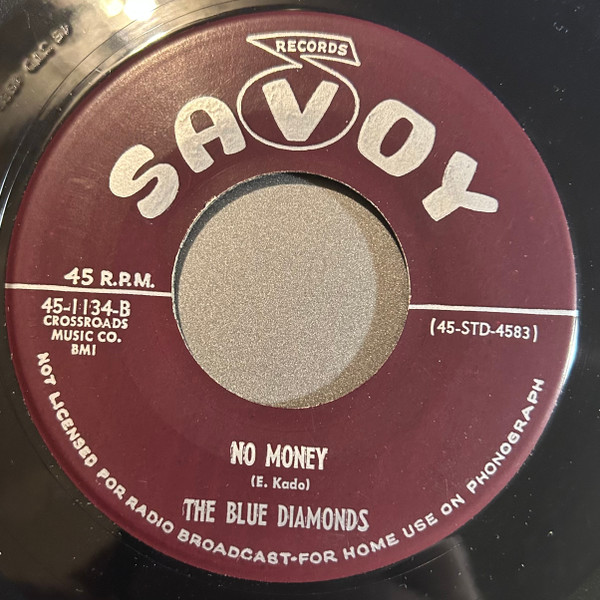 RECORDS
SAVOY
45 R.P.M.
45-1134-B
CROSSROADS
MUSIC CO.
BMI
(45-STD-4583)
NO MONEY
(E. Kado)
THE BLUE DIAMONDS
NOT LICENSED FOR RADIO BROADCAST-FOR HOME USE ON PHONOGRAPH